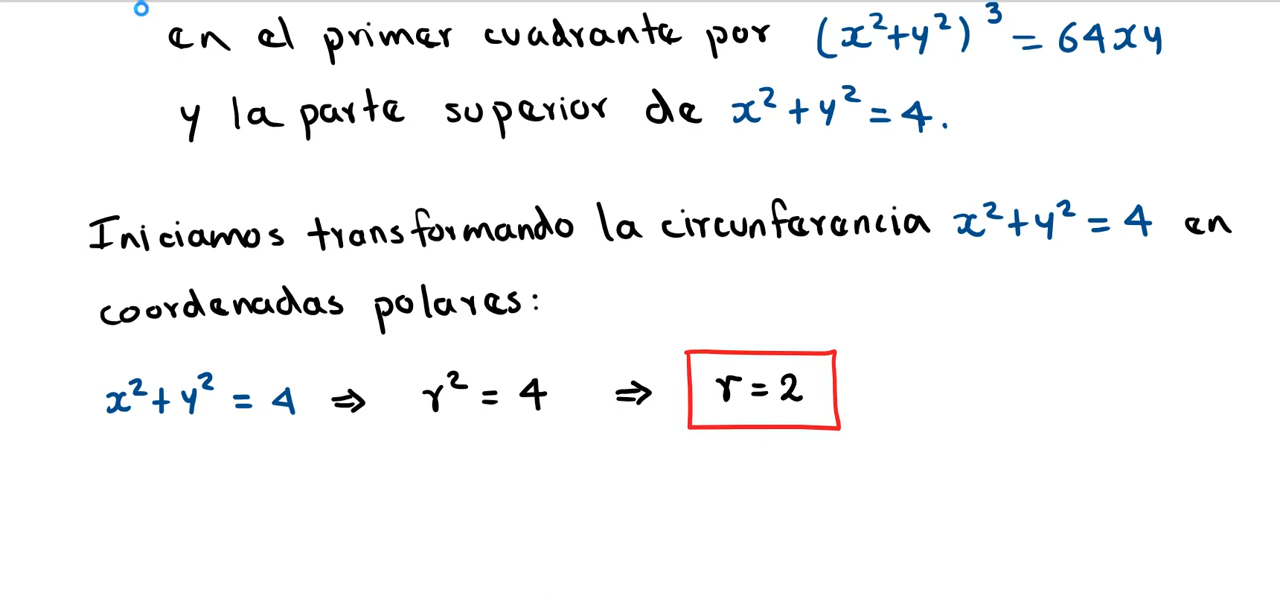 en el primer cuadrante por (x²+y²)³ = 64xy
y la parte superior de x² + y² = 4.
Iniciamos transformando la circunferencia x² + y² = 4 en
coordenadas polares:
x² + y² = 4 ⇒ r² = 4 ⇒ r = 2